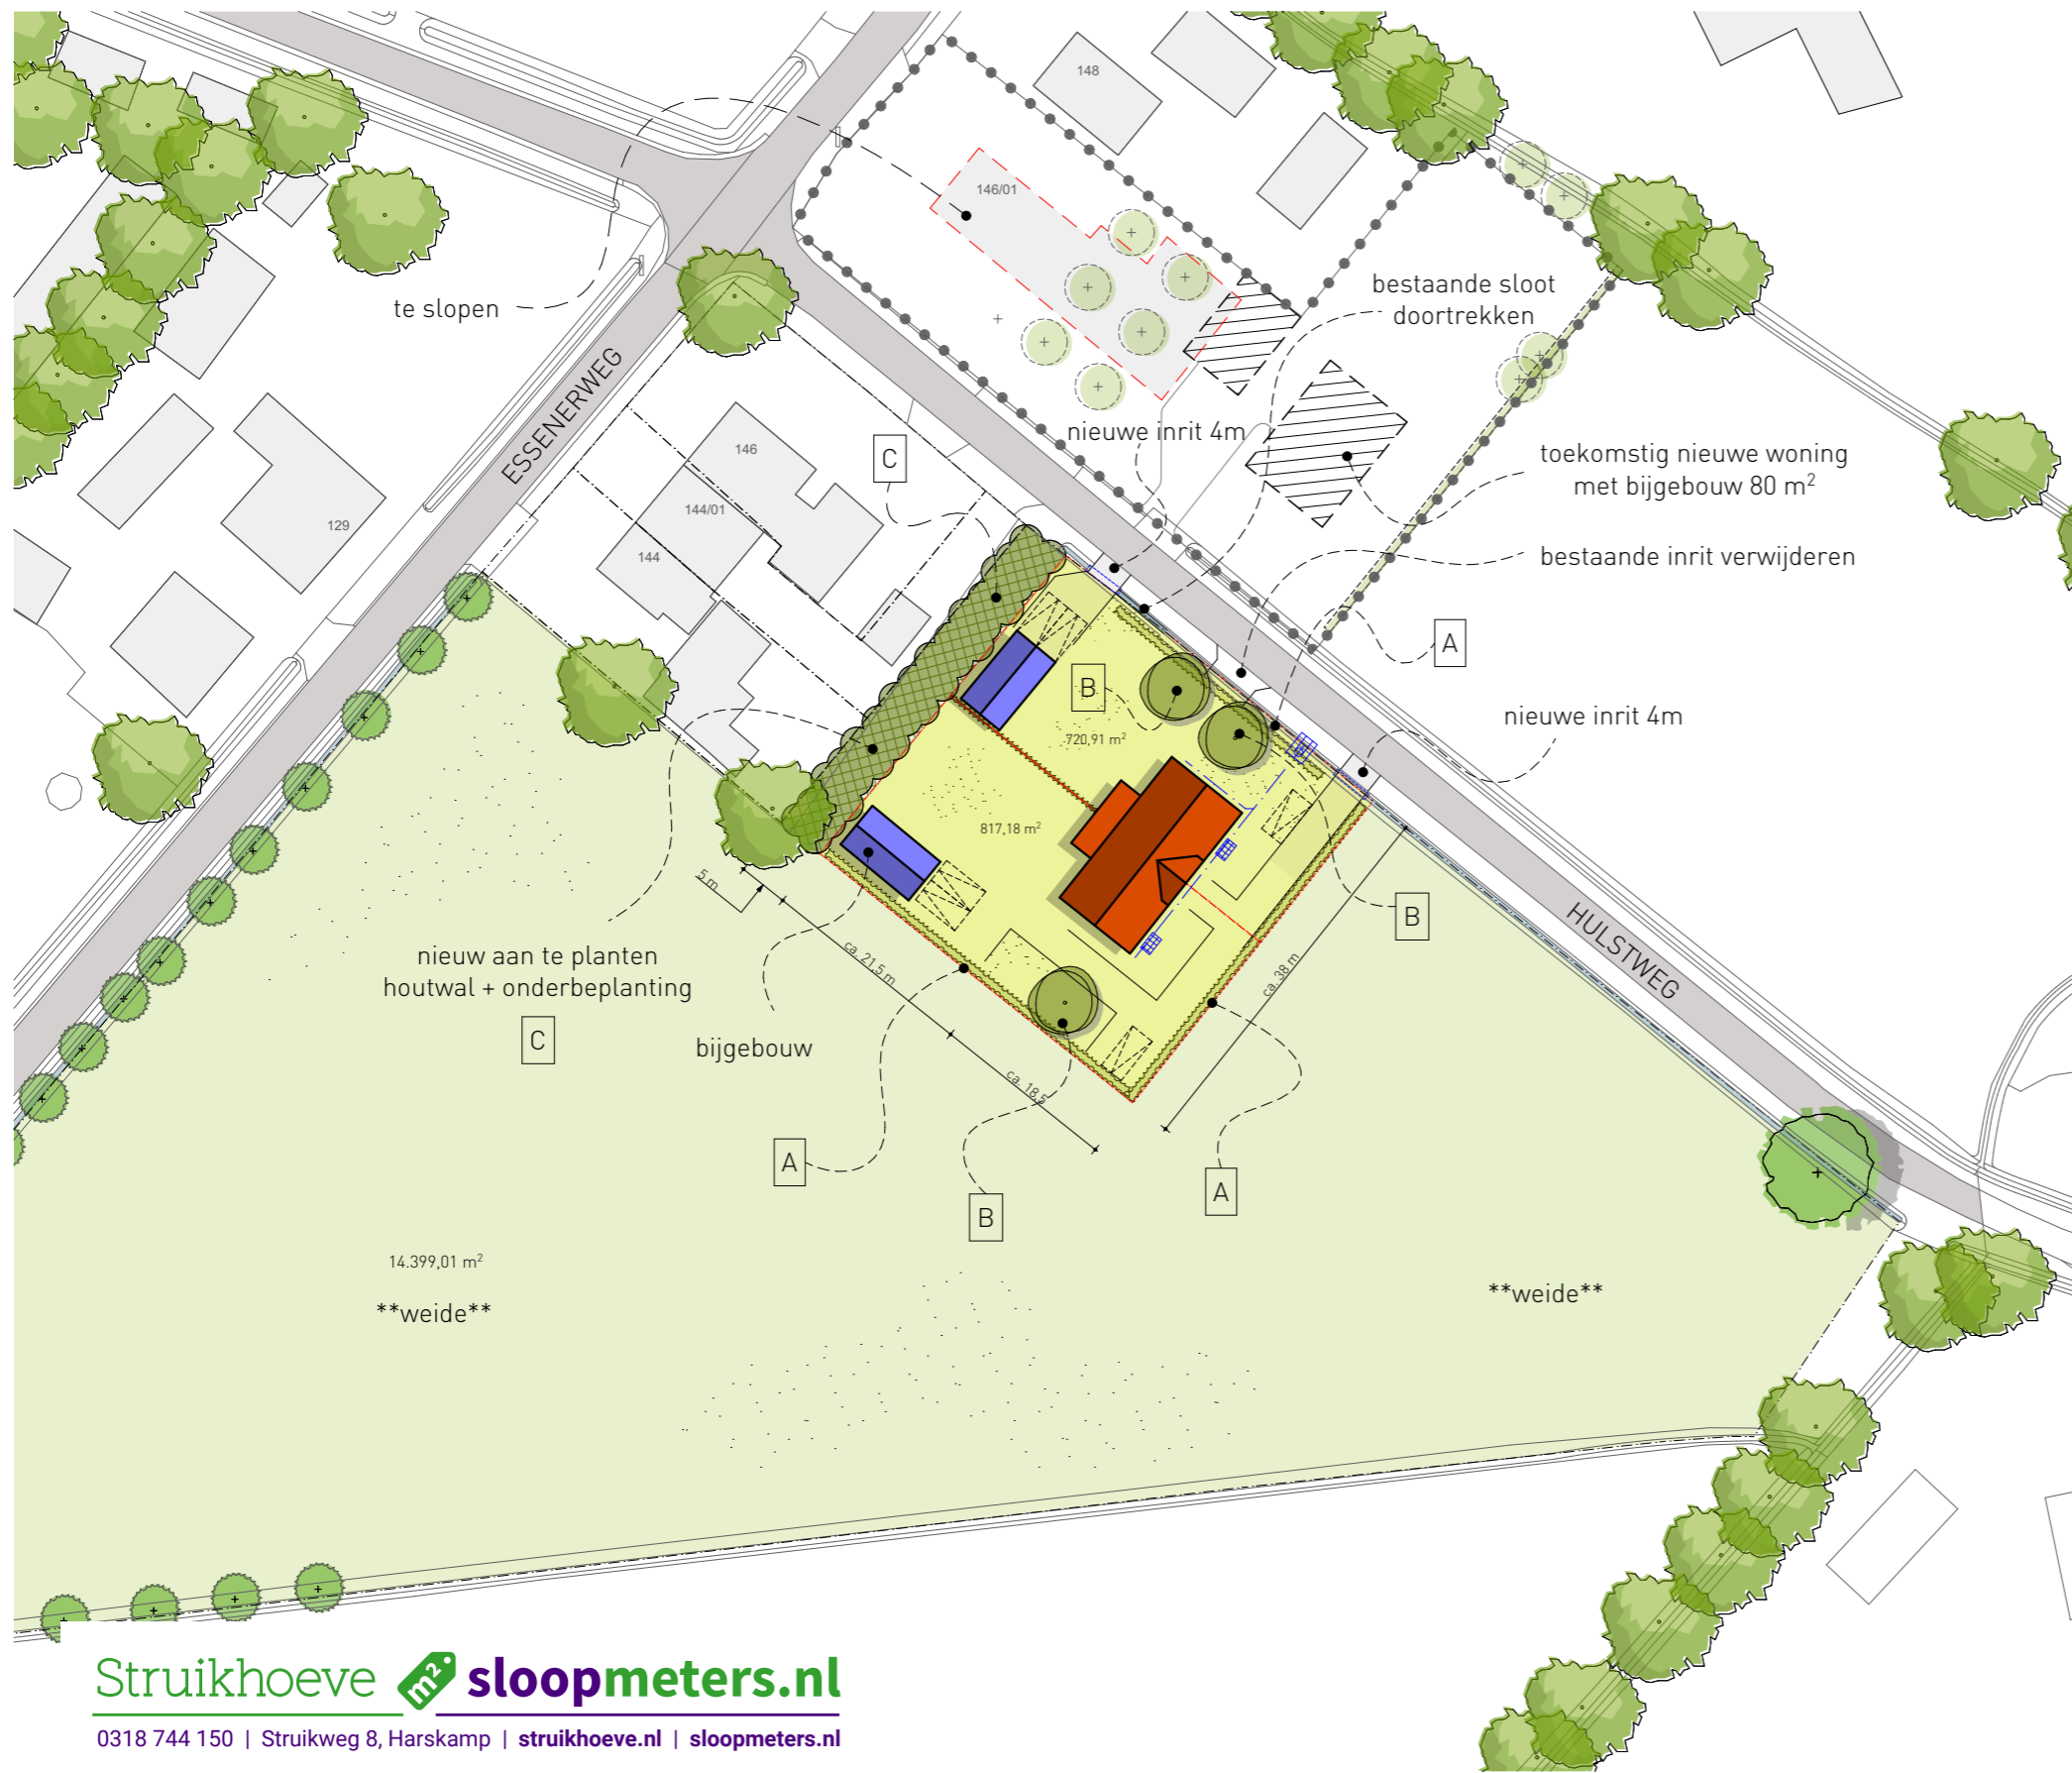 148
146/01
te slopen
bestaande sloot
doortrekken
ESSENERWEG
nieuwe inrit 4m
C
146
toekomstig nieuwe woning
met bijgebouw 80 m²
144/01
129
144
bestaande inrit verwijderen
A
B
nieuwe inrit 4m
720,91 m²
817,18 m²
5 m
B
HULSTWEG
nieuw aan te planten
houtwal + onderbeplanting
C
ca. 21,5 m
ca. 38 m
bijgebouw
ca. 18,5
A
A
B
14.399,01 m²
**weide**
**weide**
Struikhoeve m² sloopmeters.nl
0318 744 150 | Struikweg 8, Harskamp | struikhoeve.nl | sloopmeters.nl